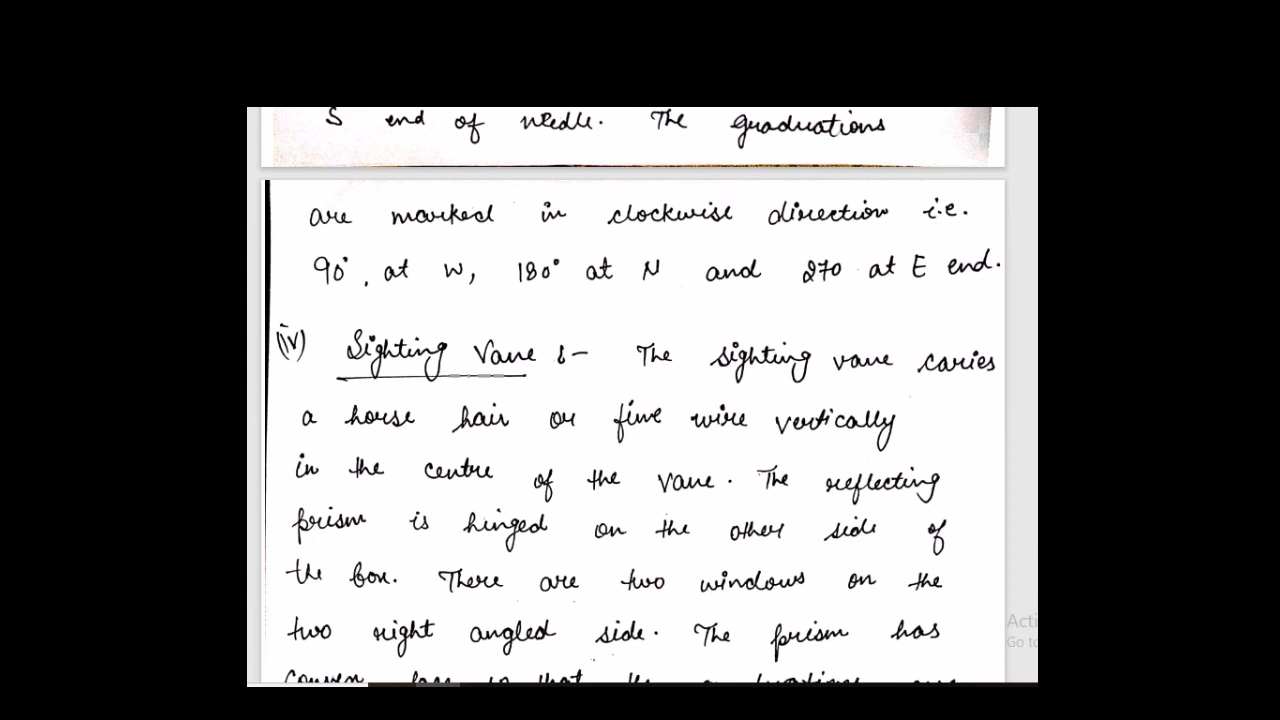 S end of needle. The graduations
are marked in clockwise direction i.e.
90°, at W, 180° at N and 270 at E end.
(iv) Sighting Vane :- The sighting vane caries
a horse hair or fine wire vertically
in the centre of the vane. The reflecting
prism is hinged on the other side of
the box. There are two windows on the
two right angled side. The prism has
Acti
Go to